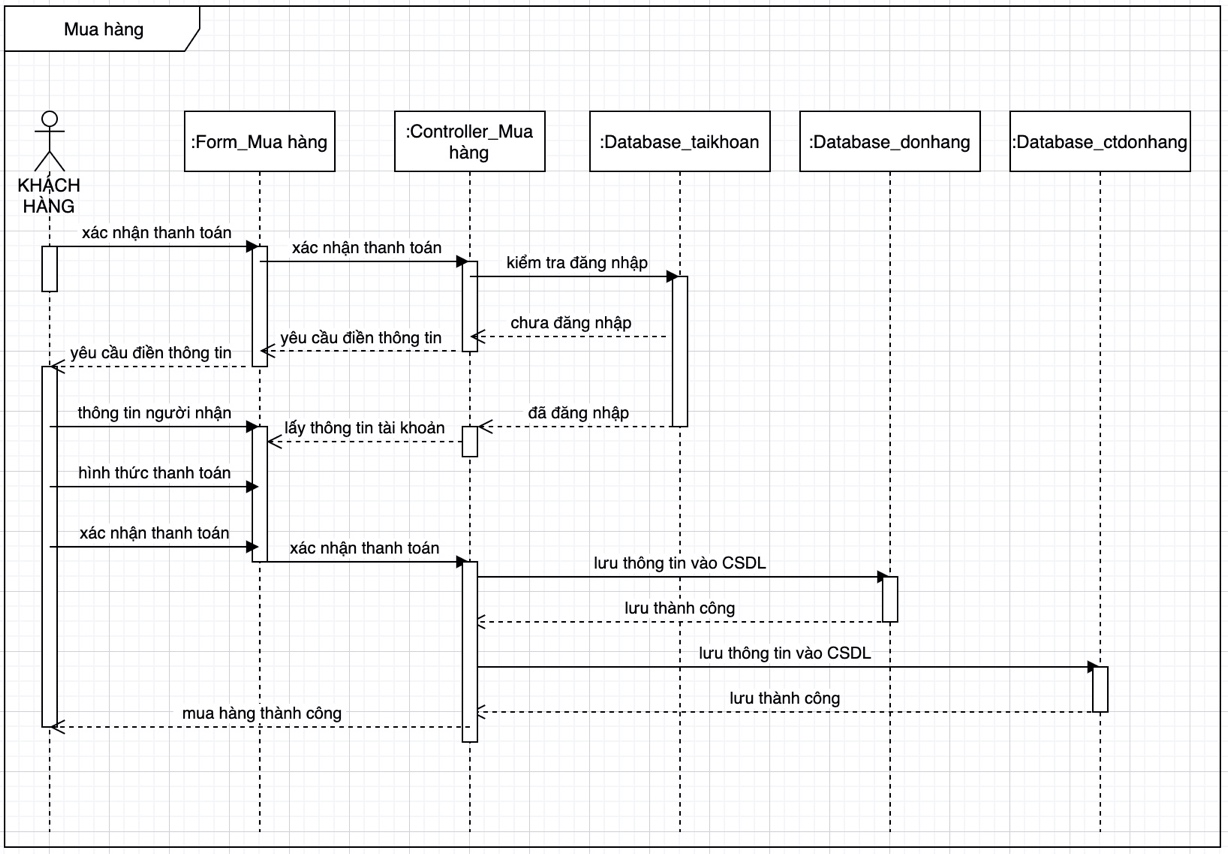 Mua hàng
:Form_Mua hàng
:Controller_Mua
hàng
:Database_taikhoan
:Database_donhang
:Database_ctdonhang
KHÁCH
HÀNG
xác nhận thanh toán
xác nhận thanh toán
kiểm tra đăng nhập
chưa đăng nhập
yêu cầu điền thông tin
yêu cầu điền thông tin
thông tin người nhận
đã đăng nhập
lấy thông tin tài khoản
hình thức thanh toán
xác nhận thanh toán
xác nhận thanh toán
lưu thông tin vào CSDL
lưu thành công
lưu thông tin vào CSDL
lưu thành công
mua hàng thành công